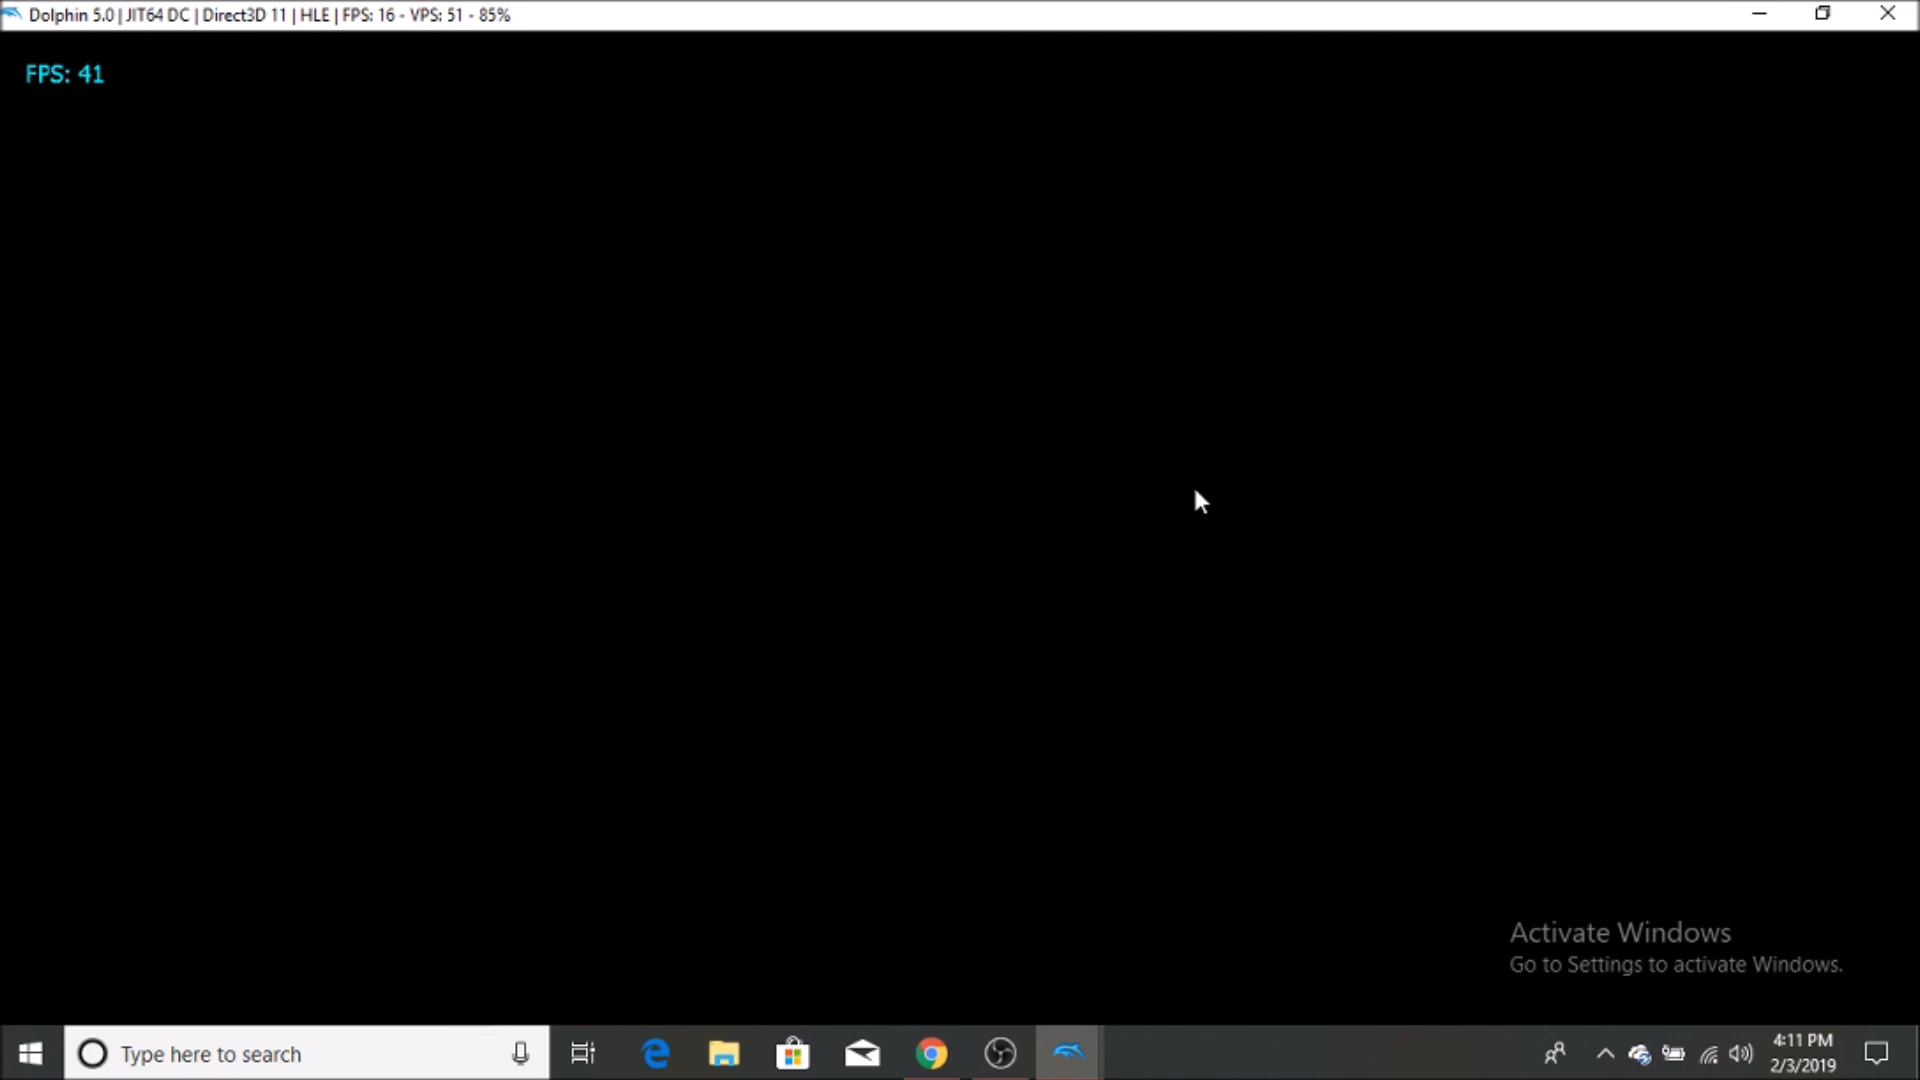 Dolphin 5.0 | JIT64 DC | Direct3D 11 | HLE | FPS: 16 - VPS: 51 - 85%
FPS: 41
Activate Windows
Go to Settings to activate Windows.
Type here to search
4:11 PM
2/3/2019